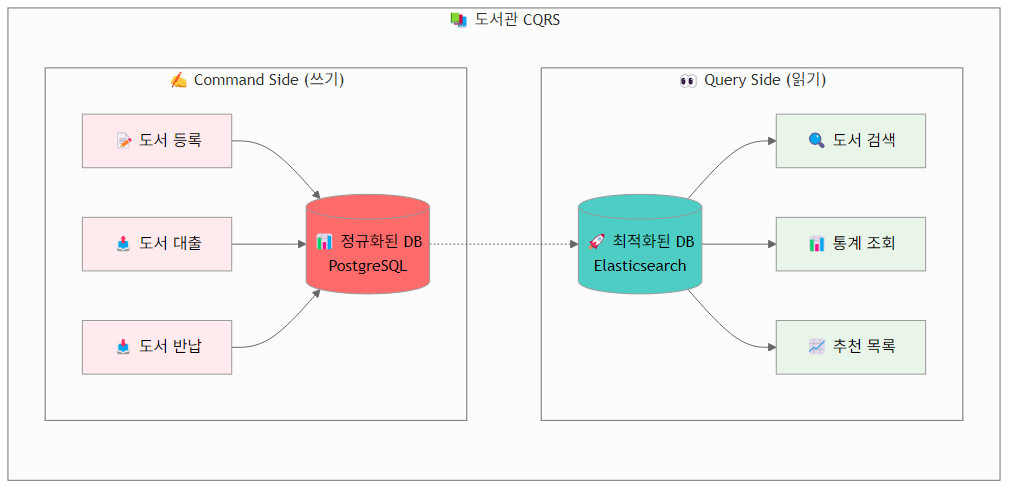 📚 도서관 CQRS
✍️ Command Side (쓰기)
📝 도서 등록
📤 도서 대출
📥 도서 반납
📊 정규화된 DB
PostgreSQL
👀 Query Side (읽기)
🚀 최적화된 DB
Elasticsearch
🔍 도서 검색
📊 통계 조회
📈 추천 목록